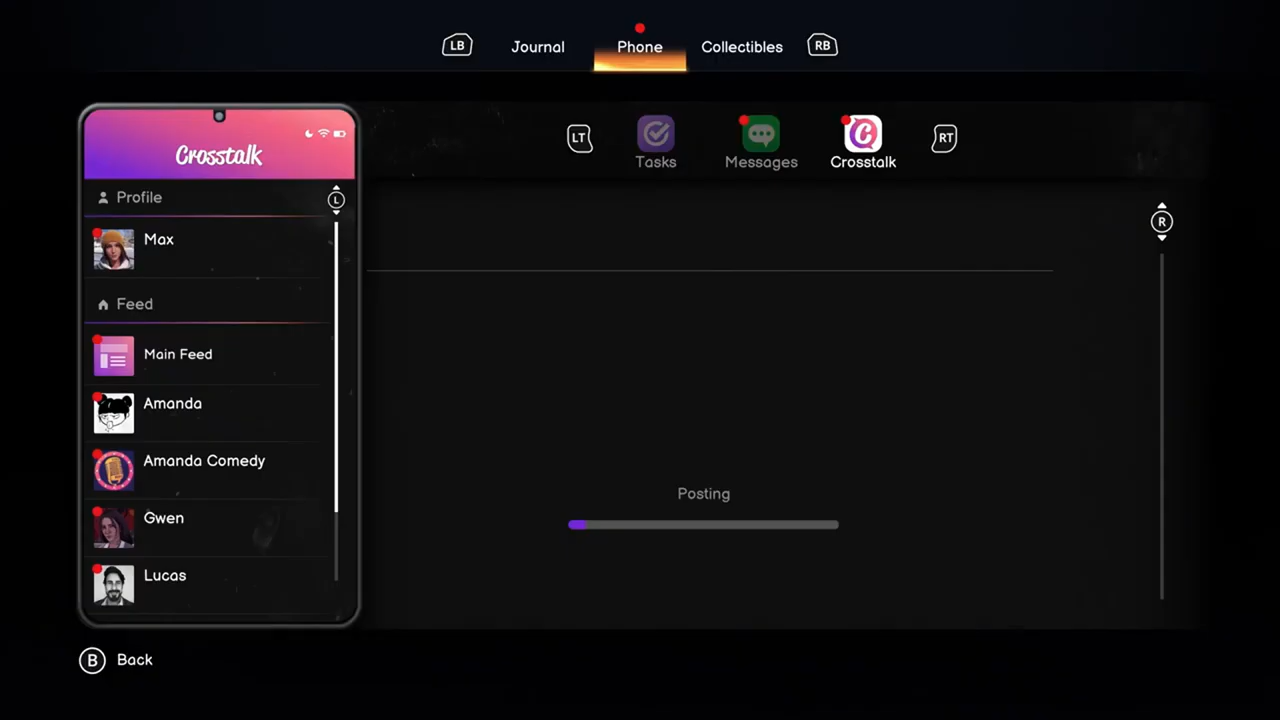 LB Journal Phone Collectibles RB
Crosstalk
LT Tasks Messages Crosstalk RT
Profile
L
R
Max
Feed
Main Feed
Amanda
Amanda Comedy
Posting
Gwen
Lucas
B Back